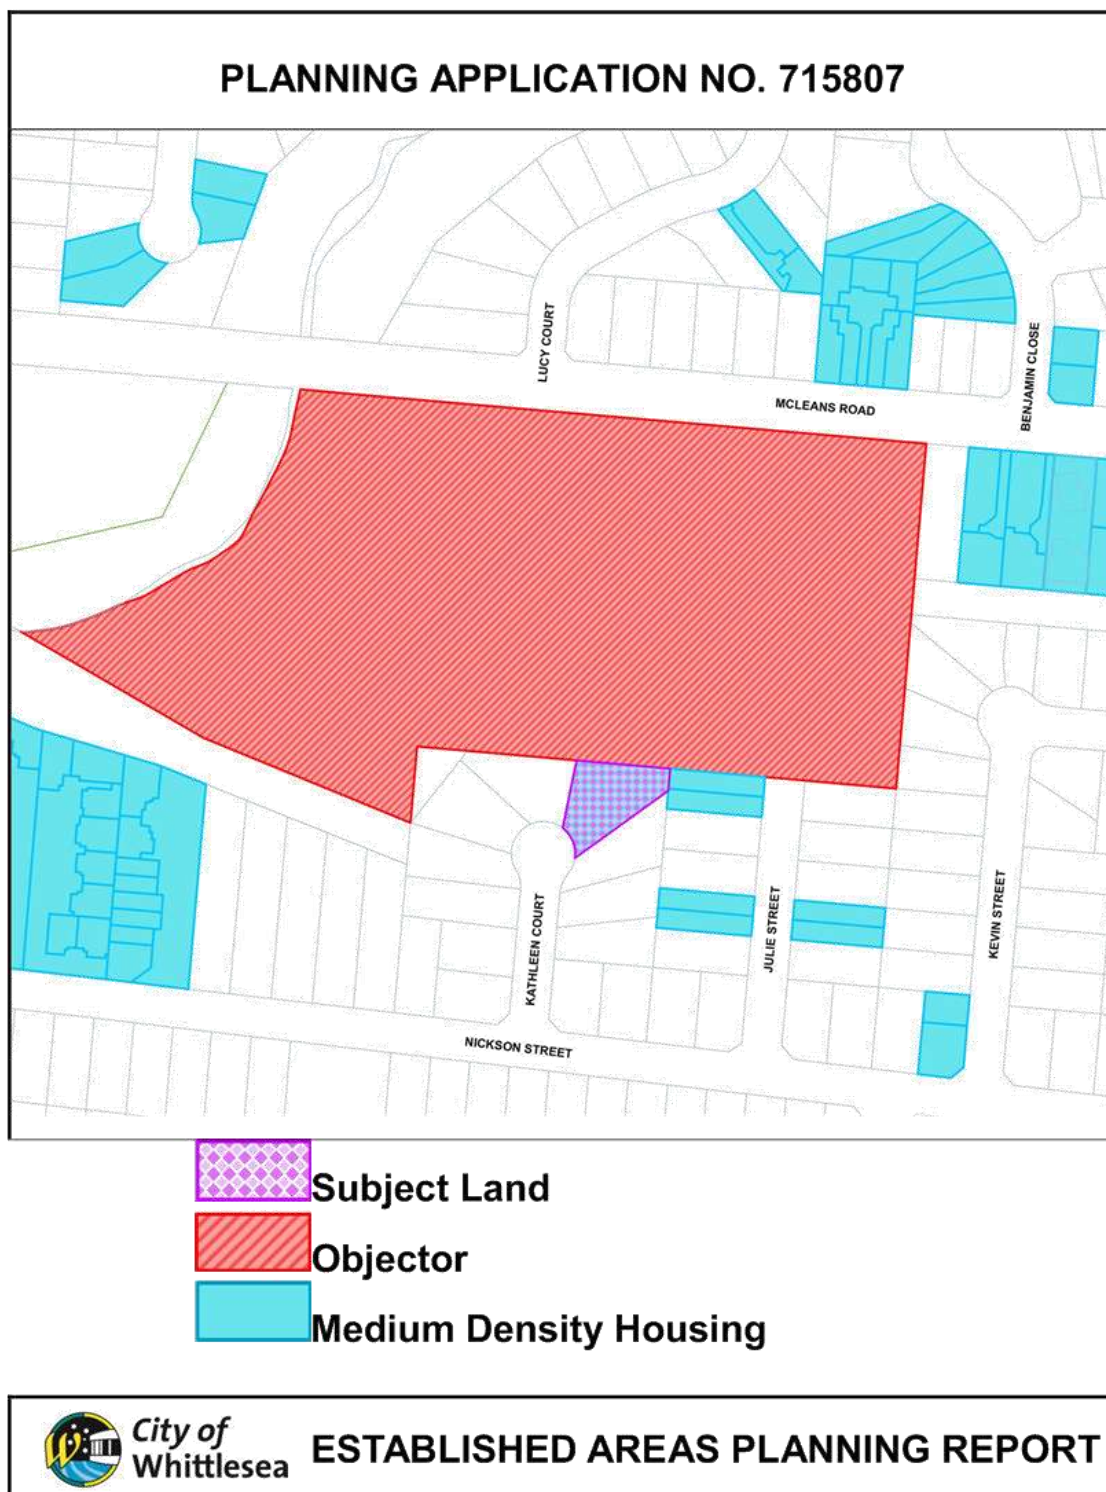 PLANNING APPLICATION NO. 715807
LUCY COURT
MCLEANS ROAD
BENJAMIN CLOSE
KATHLEEN COURT
JULIE STREET
KEVIN STREET
NICKSON STREET
Subject Land
Objector
Medium Density Housing
City of
Whittlesea
ESTABLISHED AREAS PLANNING REPORT